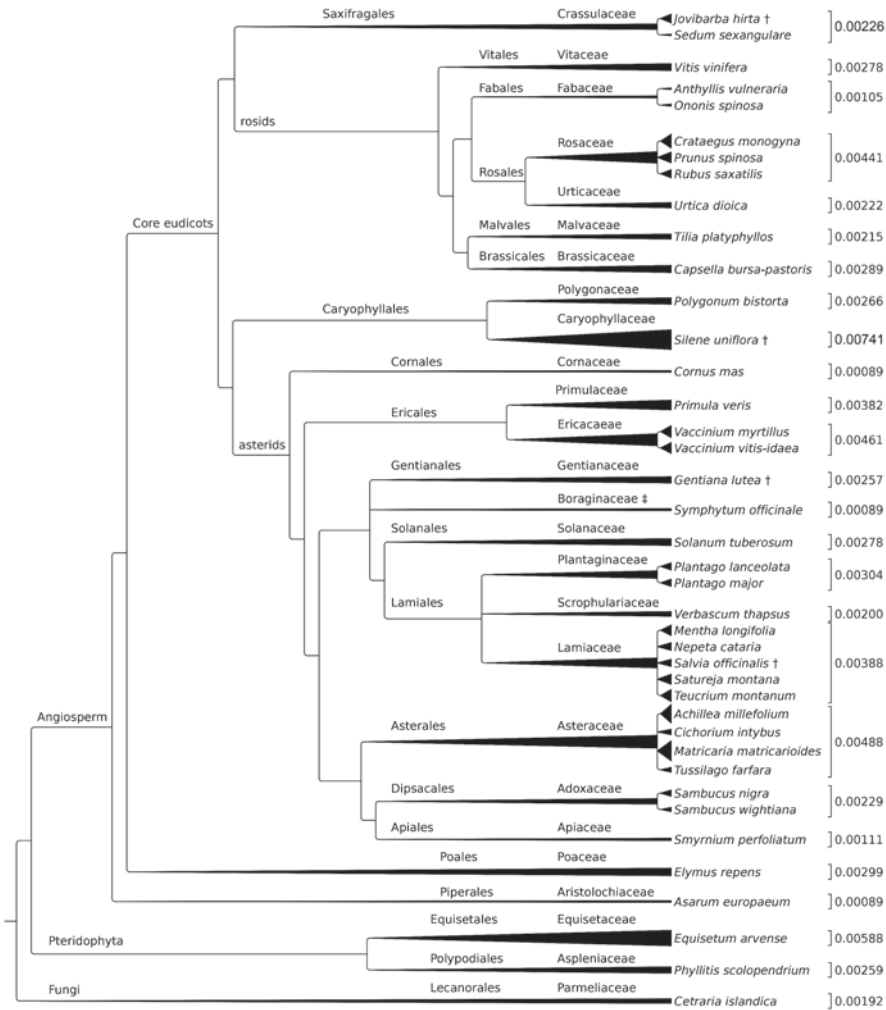 Saxifragales Crassulaceae Jovibarba hirta † 0.00226
Sedum sexangulare
Vitales Vitaceae Vitis vinifera 0.00278
Fabales Fabaceae Anthyllis vulneraria 0.00105
Ononis spinosa
rosids
Rosaceae Crataegus monogyna 0.00441
Prunus spinosa
Rosales Rubus saxatilis
Urticaceae Urtica dioica 0.00222
Core eudicots Malvales Malvaceae Tilia platyphyllos 0.00215
Brassicales Brassicaceae Capsella bursa-pastoris 0.00289
Polygonaceae Polygonum bistorta 0.00266
Caryophyllales Caryophyllaceae
Silene uniflora † 0.00741
Cornales Cornaceae Cornus mas 0.00089
Primulaceae Primula veris 0.00382
Ericales
asterids Ericaceae Vaccinium myrtillus 0.00461
Vaccinium vitis-idaea
Gentianales Gentianaceae Gentiana lutea † 0.00257
Boraginaceae ‡ Symphytum officinale 0.00089
Solanales Solanaceae Solanum tuberosum 0.00278
Plantaginaceae Plantago lanceolata 0.00304
Plantago major
Lamiales Scrophulariaceae Verbascum thapsus 0.00200
Mentha longifolia
Lamiaceae Nepeta cataria
Salvia officinalis † 0.00388
Satureja montana
Teucrium montanum
Angiosperm Achillea millefolium
Asterales Asteraceae Cichorium intybus 0.00488
Matricaria matricarioides
Tussilago farfara
Dipsacales Adoxaceae Sambucus nigra 0.00229
Sambucus wightiana
Apiales Apiaceae Smyrnium perfoliatum 0.00111
Poales Poaceae Elymus repens 0.00299
Piperales Aristolochiaceae Asarum europaeum 0.00089
Equisetales Equisetaceae
Pteridophyta Equisetum arvense 0.00588
Polypodiales Aspleniaceae Phyllitis scolopendrium 0.00259
Fungi Lecanorales Parmeliaceae Cetraria islandica 0.00192